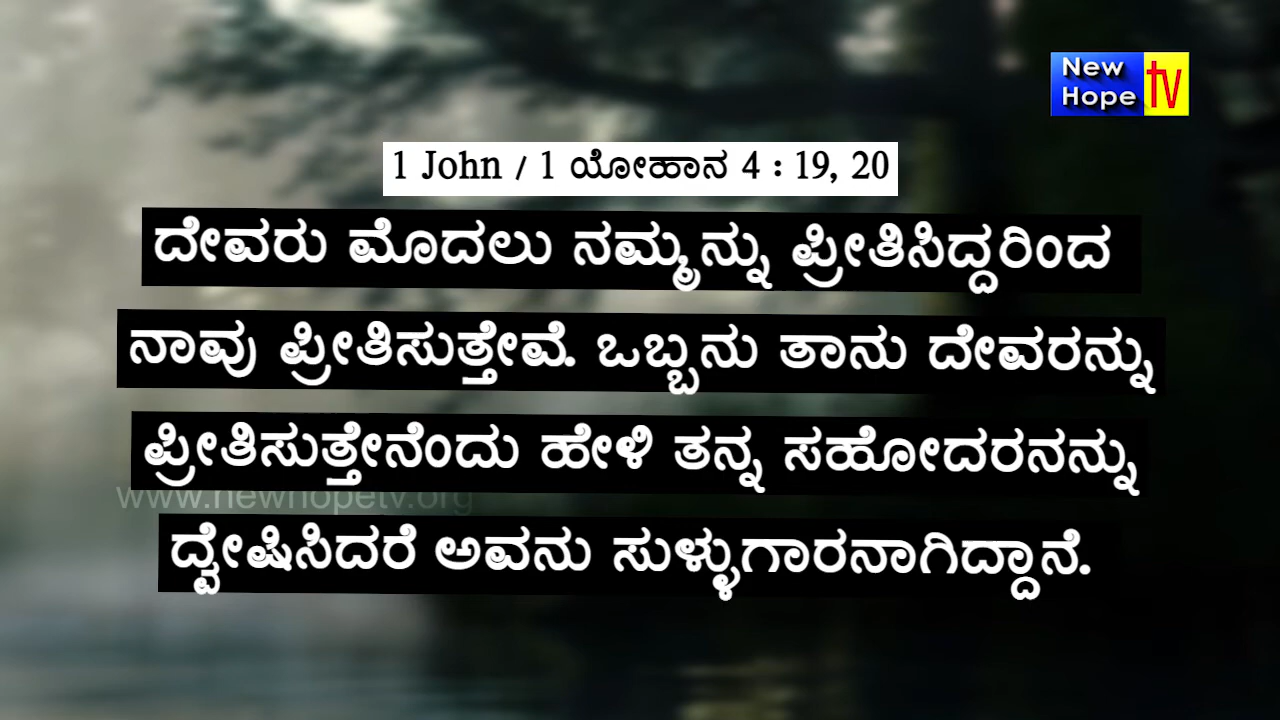 New
Hope tv
1 John / 1 ಯೋಹಾನ 4 : 19, 20
ದೇವರು ಮೊದಲು ನಮ್ಮನ್ನು ಪ್ರೀತಿಸಿದ್ದರಿಂದ
ನಾವು ಪ್ರೀತಿಸುತ್ತೇವೆ. ಒಬ್ಬನು ತಾನು ದೇವರನ್ನು
ಪ್ರೀತಿಸುತ್ತೇನೆಂದು ಹೇಳಿ ತನ್ನ ಸಹೋದರನನ್ನು
www.newhopetv.org
ದ್ವೇಷಿಸಿದರೆ ಅವನು ಸುಳ್ಳುಗಾರನಾಗಿದ್ದಾನೆ.